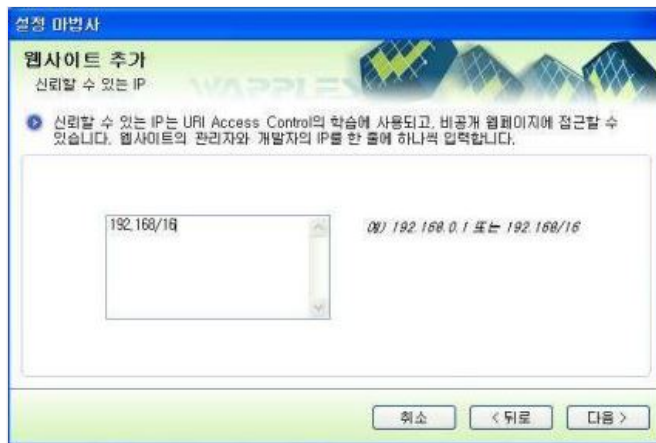 설정 마법사
웹사이트 추가
신뢰할 수 있는 IP
WAPPLES
신뢰할 수 있는 IP는 URI Access Control의 학습에 사용되고, 비공개 웹페이지에 접근할 수
있습니다. 웹사이트의 관리자와 개발자의 IP를 한 줄에 하나씩 입력합니다.
192.168/16
예) 192.168.0.1 또는 192.168/16
취소
< 뒤로
다음 >